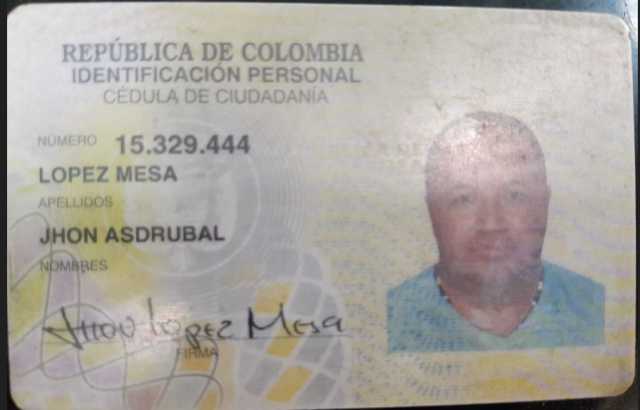 REPÚBLICA DE COLOMBIA
IDENTIFICACIÓN PERSONAL
CÉDULA DE CIUDADANÍA
NÚMERO 15.329.444
LOPEZ MESA
APELLIDOS
JHON ASDRUBAL
NOMBRES
Jhon Lopez Mesa
FIRMA